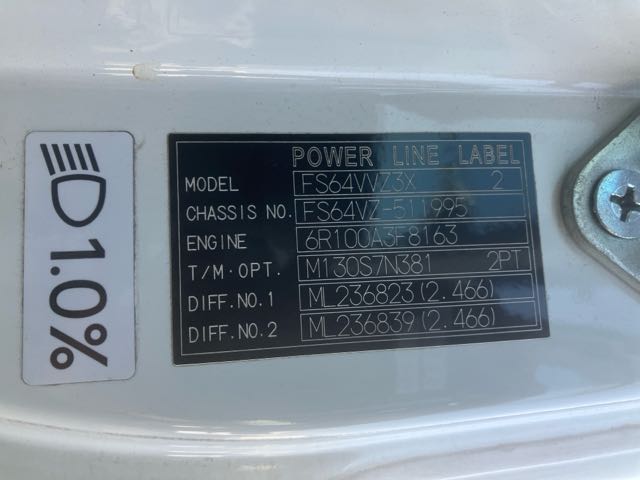 POWER LINE LABEL
MODEL FS64VVZ3X 2
CHASSIS NO. FS64VZ-511995
ENGINE 6R100A3F8163
T/M·OPT. M130S7N381 2PT
DIFF.NO.1 ML236823(2.466)
DIFF.NO.2 ML236839(2.466)
1.0%